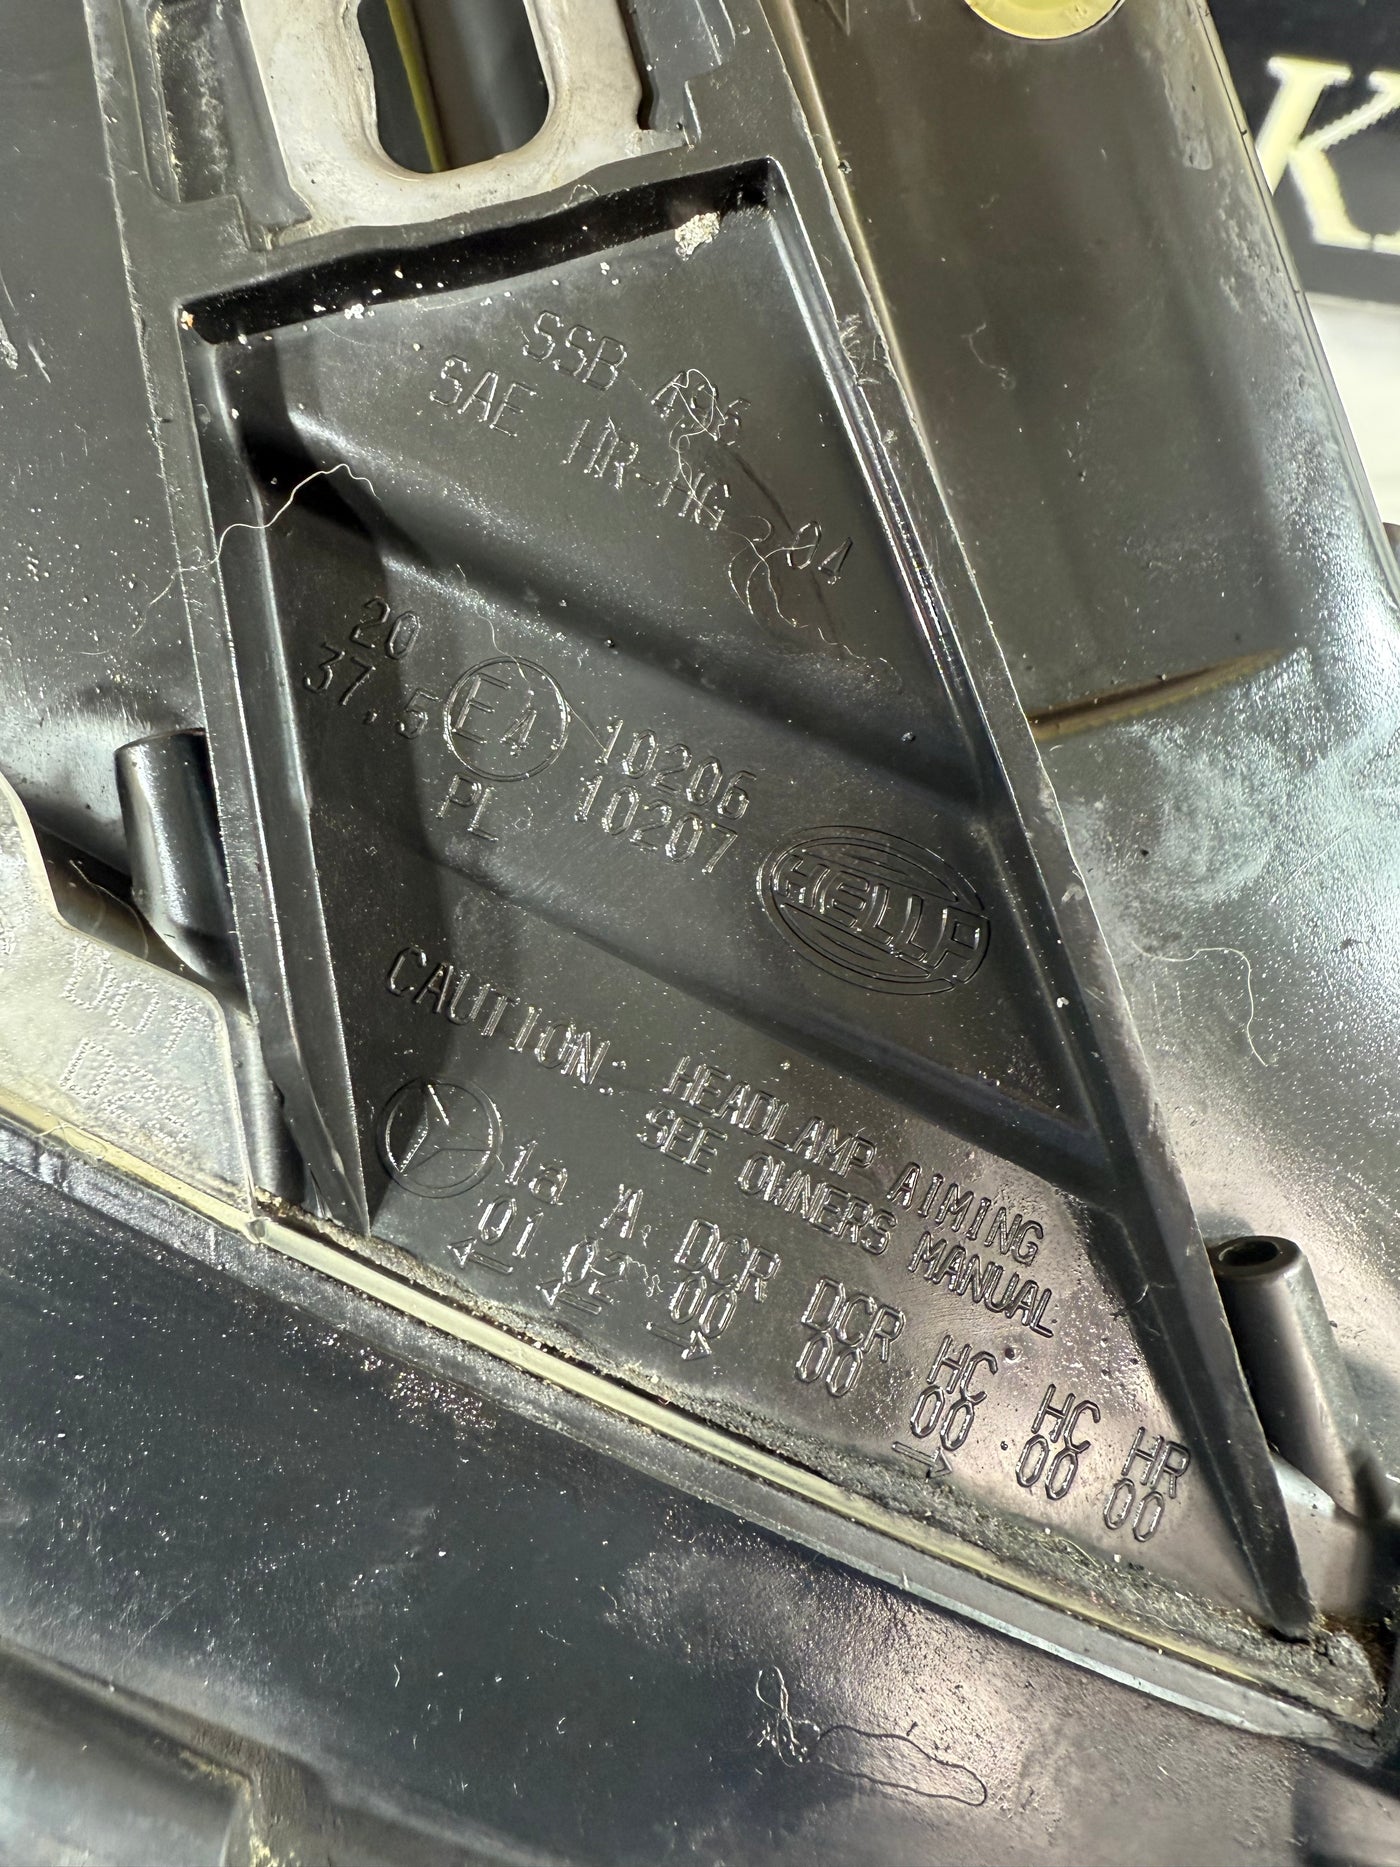 SSB
SAE HR-HG 04
20
37.5
E4
PL
10206
10207
HELLA
CAUTION: HEADLAMP AIMING
SEE OWNERS MANUAL
1a A DCR DCR HC HC HR
01 02 00 00 00 00 00
← ← → →
DOT
K